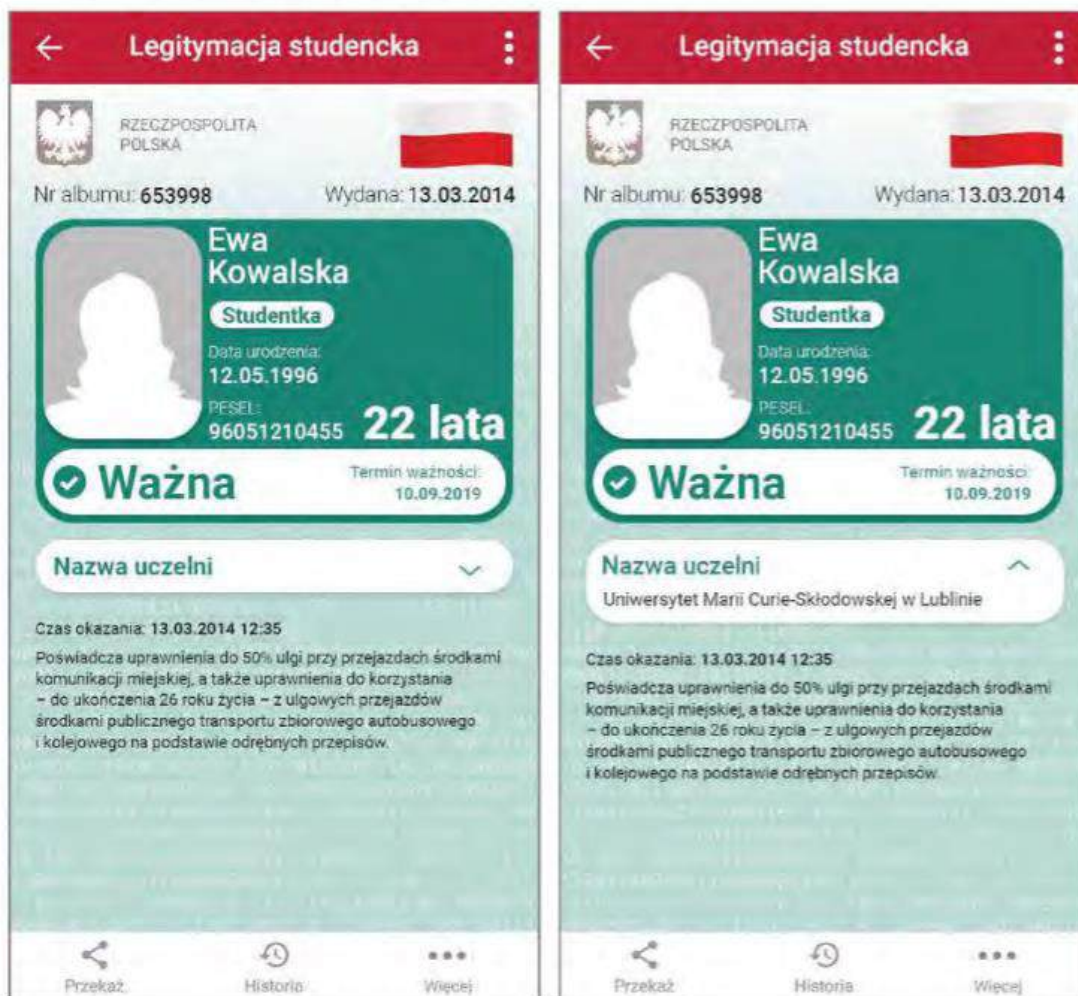 Legitymacja studencka
RZECZPOSPOLITA
POLSKA
Nr albumu: 653998 Wydana: 13.03.2014
Ewa
Kowalska
Studentka
Data urodzenia:
12.05.1996
PESEL:
96051210455 22 lata
Ważna
Termin ważności:
10.09.2019
Nazwa uczelni
Czas okazania: 13.03.2014 12:35
Poświadcza uprawnienia do 50% ulgi przy przejazdach środkami
komunikacji miejskiej, a także uprawnienia do korzystania
– do ukończenia 26 roku życia – z ulgowych przejazdów
środkami publicznego transportu zbiorowego autobusowego
i kolejowego na podstawie odrębnych przepisów.
Przekaż Historia Więcej
Legitymacja studencka
RZECZPOSPOLITA
POLSKA
Nr albumu: 653998 Wydana: 13.03.2014
Ewa
Kowalska
Studentka
Data urodzenia:
12.05.1996
PESEL:
96051210455 22 lata
Ważna
Termin ważności:
10.09.2019
Nazwa uczelni
Uniwersytet Marii Curie-Skłodowskej w Lublinie
Czas okazania: 13.03.2014 12:35
Poświadcza uprawnienia do 50% ulgi przy przejazdach środkami
komunikacji miejskiej, a także uprawnienia do korzystania
– do ukończenia 26 roku życia – z ulgowych przejazdów
środkami publicznego transportu zbiorowego autobusowego
i kolejowego na podstawie odrębnych przepisów.
Przekaż Historia Więcej